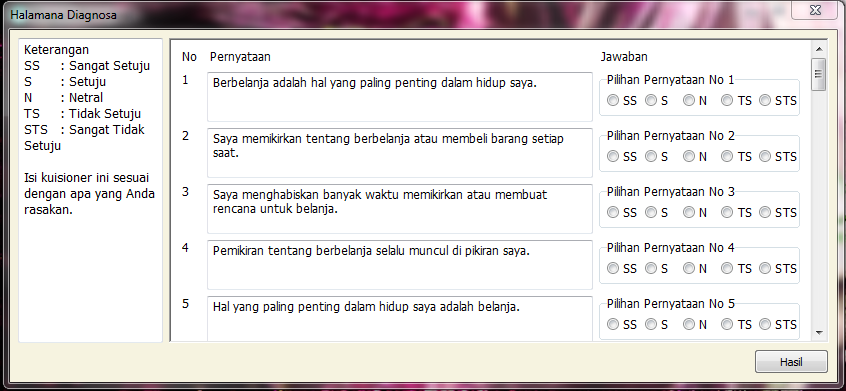 Halamana Diagnosa
Keterangan
SS : Sangat Setuju
S : Setuju
N : Netral
TS : Tidak Setuju
STS : Sangat Tidak
Setuju
Isi kuisioner ini sesuai
dengan apa yang Anda
rasakan.
No Pernyataan Jawaban
1 Berbelanja adalah hal yang paling penting dalam hidup saya.
Pilihan Pernyataan No 1
SS S N TS STS
2 Saya memikirkan tentang berbelanja atau membeli barang setiap
saat.
Pilihan Pernyataan No 2
SS S N TS STS
3 Saya menghabiskan banyak waktu memikirkan atau membuat
rencana untuk belanja.
Pilihan Pernyataan No 3
SS S N TS STS
4 Pemikiran tentang berbelanja selalu muncul di pikiran saya.
Pilihan Pernyataan No 4
SS S N TS STS
5 Hal yang paling penting dalam hidup saya adalah belanja.
Pilihan Pernyataan No 5
SS S N TS STS
Hasil